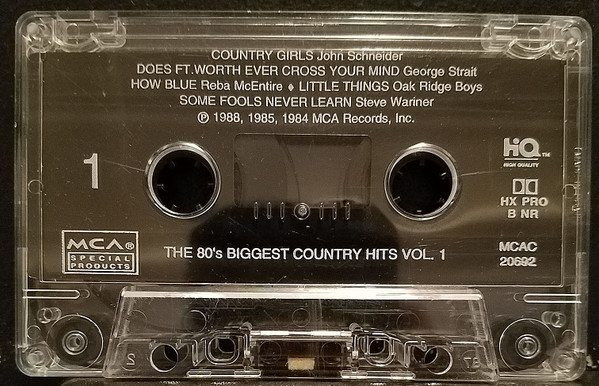 COUNTRY GIRLS John Schneider
DOES FT.WORTH EVER CROSS YOUR MIND George Strait
HOW BLUE Reba McEntire ♦ LITTLE THINGS Oak Ridge Boys
SOME FOOLS NEVER LEARN Steve Wariner
℗ 1988, 1985, 1984 MCA Records, Inc.
1
HQ™
HIGH QUALITY
HX PRO
B NR
MCA®
SPECIAL
PRODUCTS
THE 80's BIGGEST COUNTRY HITS VOL. 1
MCAC
20692